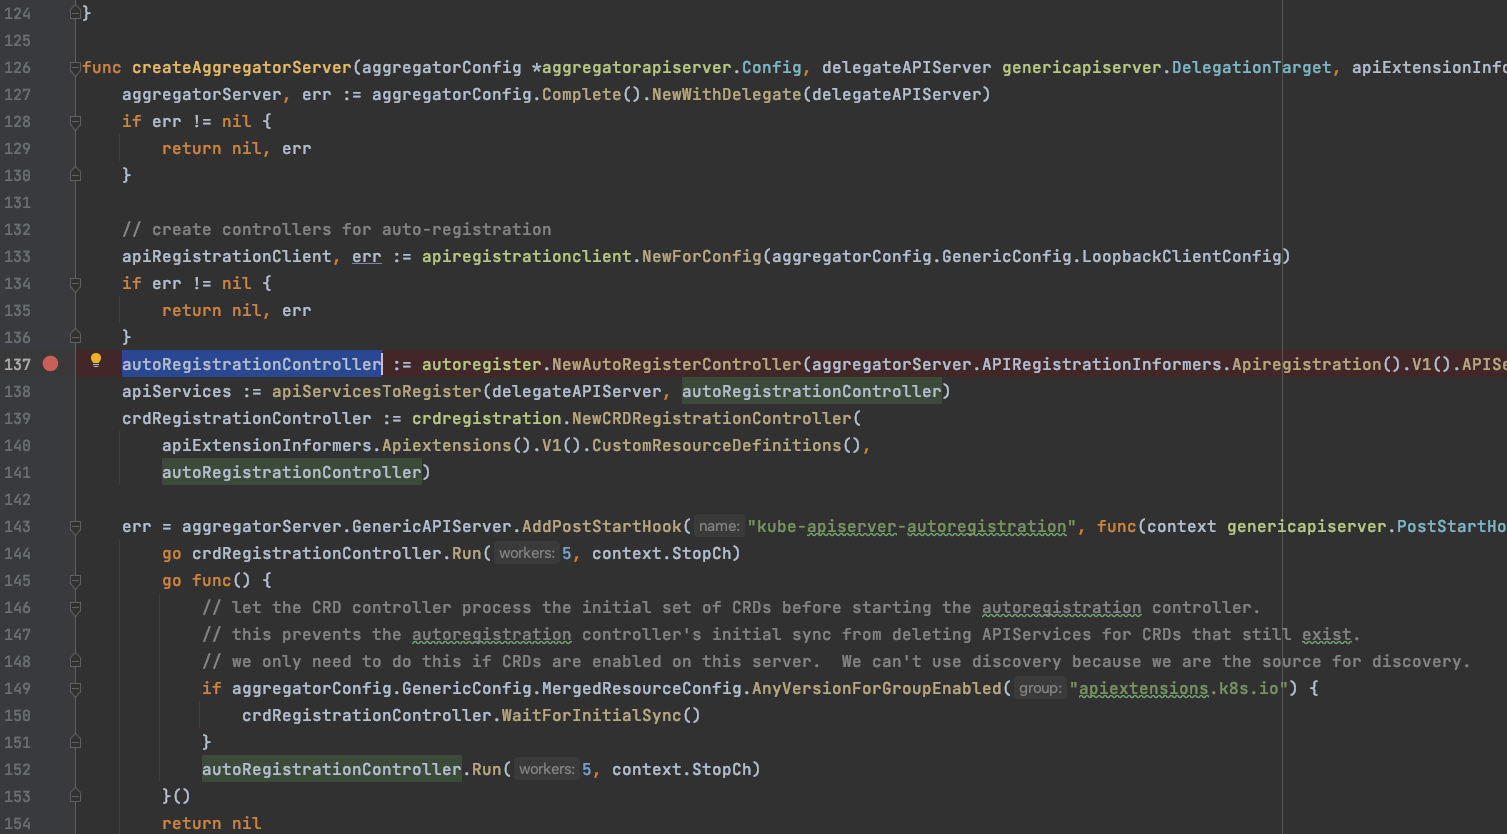 124 }
125
126 func createAggregatorServer(aggregatorConfig *aggregatorapiserver.Config, delegateAPIServer genericapiserver.DelegationTarget, apiExtensionInfo
127 aggregatorServer, err := aggregatorConfig.Complete().NewWithDelegate(delegateAPIServer)
128 if err != nil {
129 return nil, err
130 }
131
132 // create controllers for auto-registration
133 apiRegistrationClient, err := apiregistrationclient.NewForConfig(aggregatorConfig.GenericConfig.LoopbackClientConfig)
134 if err != nil {
135 return nil, err
136 }
137 autoRegistrationController := autoregister.NewAutoRegisterController(aggregatorServer.APIRegistrationInformers.Apiregistration().V1().APISe
138 apiServices := apiServicesToRegister(delegateAPIServer, autoRegistrationController)
139 crdRegistrationController := crdregistration.NewCRDRegistrationController(
140 apiExtensionInformers.Apiextensions().V1().CustomResourceDefinitions(),
141 autoRegistrationController)
142
143 err = aggregatorServer.GenericAPIServer.AddPostStartHook( name: "kube-apiserver-autoregistration", func(context genericapiserver.PostStartHo
144 go crdRegistrationController.Run( workers: 5, context.StopCh)
145 go func() {
146 // let the CRD controller process the initial set of CRDs before starting the autoregistration controller.
147 // this prevents the autoregistration controller's initial sync from deleting APIServices for CRDs that still exist.
148 // we only need to do this if CRDs are enabled on this server.  We can't use discovery because we are the source for discovery.
149 if aggregatorConfig.GenericConfig.MergedResourceConfig.AnyVersionForGroupEnabled( group: "apiextensions.k8s.io") {
150 crdRegistrationController.WaitForInitialSync()
151 }
152 autoRegistrationController.Run( workers: 5, context.StopCh)
153 }()
154 return nil